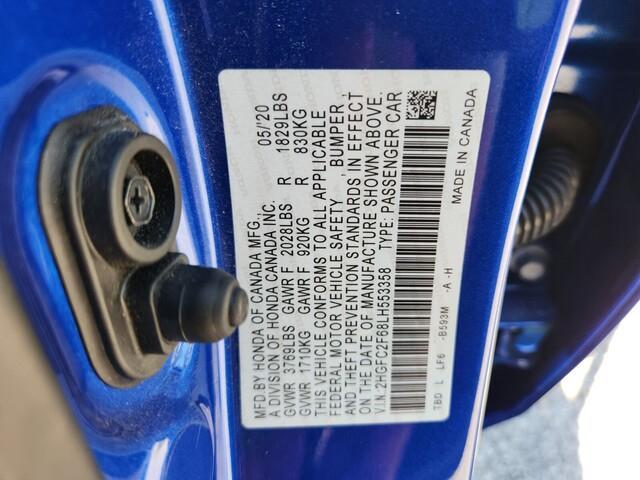 MFD.BY HONDA OF CANADA MFG., 05/'20
A DIVISION OF HONDA CANADA INC.
GVWR 3769LBS GAWR F 2028LBS R 1829LBS
GVWR 1710KG GAWR F 920KG R 830KG
THIS VEHICLE CONFORMS TO ALL APPLICABLE
FEDERAL MOTOR VEHICLE SAFETY , BUMPER ,
AND THEFT PREVENTION STANDARDS IN EFFECT
ON THE DATE OF MANUFACTURE SHOWN ABOVE.
V.I.N.:2HGFC2F68LH553358 TYPE: PASSENGER CAR
TBD L LF6 -B593M -A -H
MADE IN CANADA